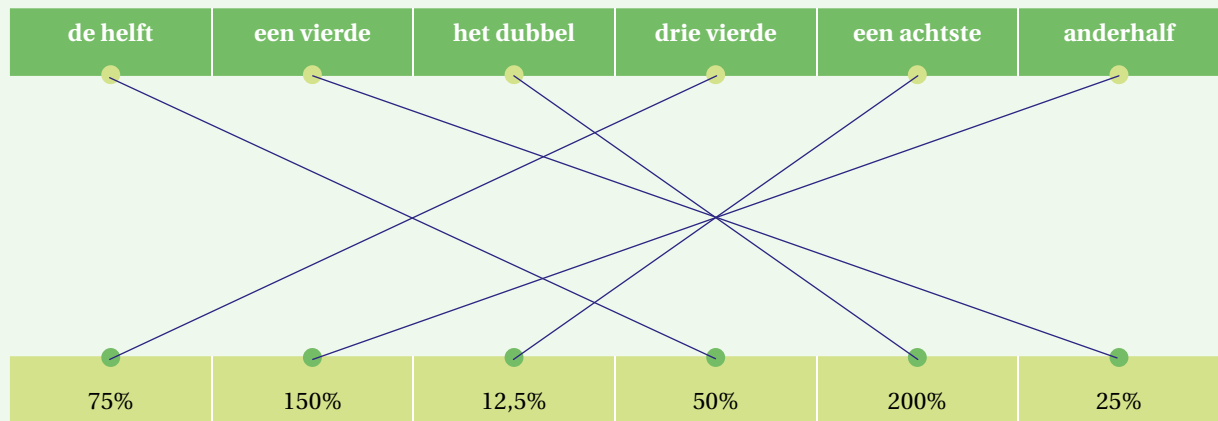 de helft een vierde het dubbel drie vierde een achtste anderhalf
75% 150% 12,5% 50% 200% 25%